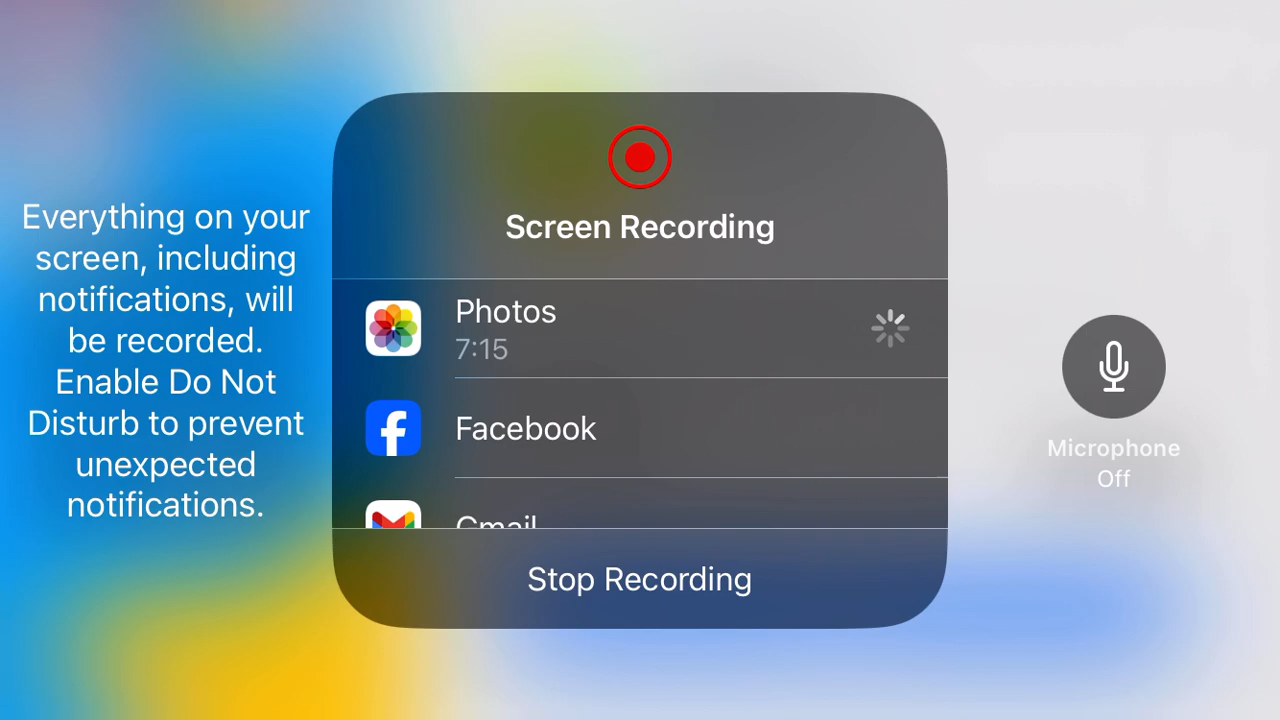 Everything on your
screen, including
notifications, will
be recorded.
Enable Do Not
Disturb to prevent
unexpected
notifications.
Screen Recording
Photos
7:15
Facebook
Gmail
Stop Recording
Microphone
Off